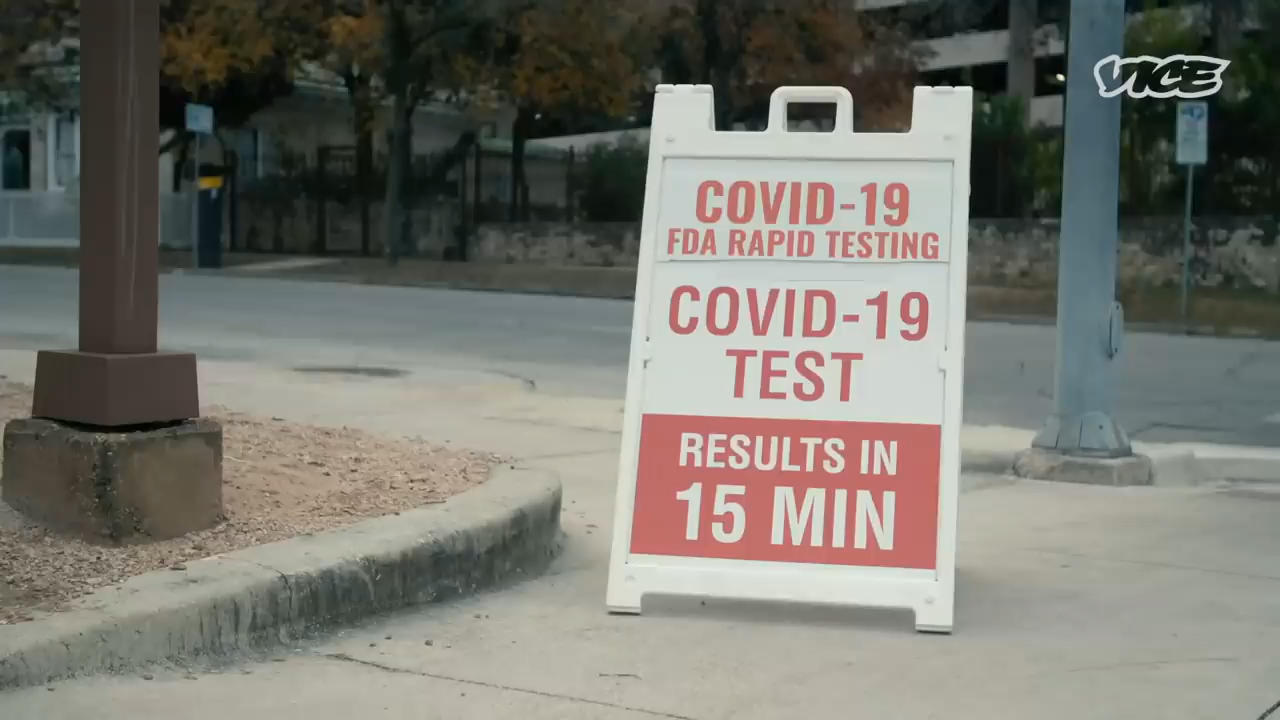 VICE
COVID-19
FDA RAPID TESTING
COVID-19
TEST
RESULTS IN
15 MIN